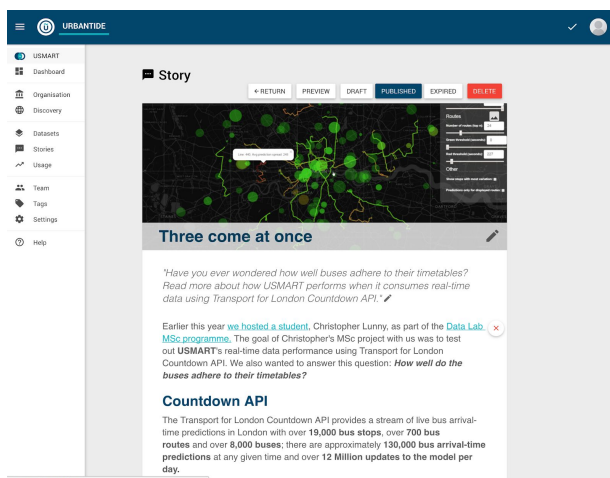 URBANTIDE
USMART
Dashboard
Organisation
Discovery
Datasets
Stories
Usage
Team
Tags
Settings
Help
Story
←RETURN
PREVIEW
DRAFT
PUBLISHED
EXPIRED
DELETE
Routes
Other
Three come at once
"Have you ever wondered how well buses adhere to their timetables?
Read more about how USMART performs when it consumes real-time
data using Transport for London Countdown API."
Earlier this year we hosted a student, Christopher Lunny, as part of the Data Lab
MSc programme. The goal of Christopher's MSc project with us was to test
out USMART's real-time data performance using Transport for London
Countdown API. We also wanted to answer this question: How well do the
buses adhere to their timetables?
Countdown API
The Transport for London Countdown API provides a stream of live bus arrival-
time predictions in London with over 19,000 bus stops, over 700 bus
routes and over 8,000 buses; there are approximately 130,000 bus arrival-time
predictions at any given time and over 12 Million updates to the model per
day.